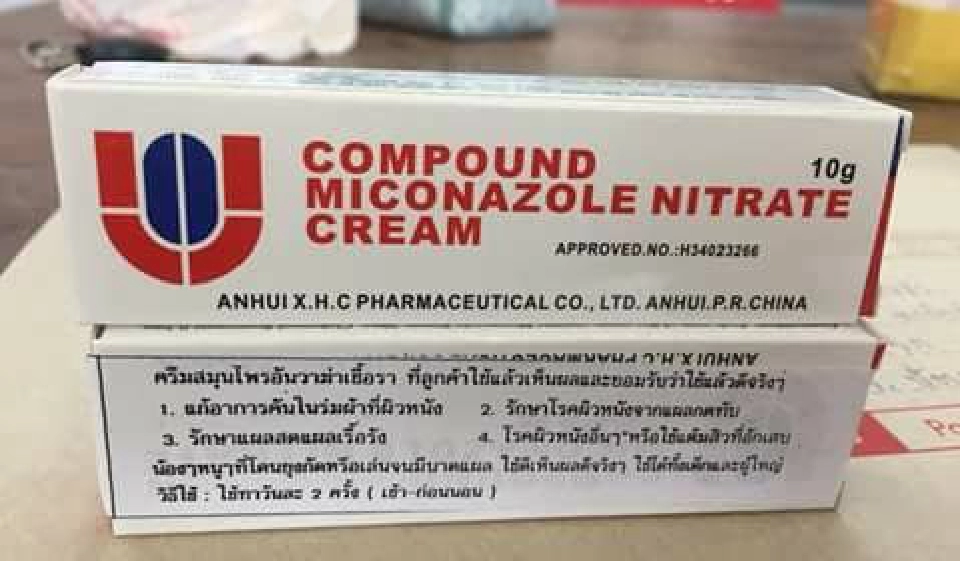 COMPOUND
MICONAZOLE NITRATE
CREAM
10g
APPROVED.NO.:H34023266
ANHUI X.H.C PHARMACEUTICAL CO., LTD. ANHUI.P.R.CHINA
ANHUI X.H.C PHARMACEUTICAL
ครีมสมุนไพรอันวาฆ่าเชื้อรา ที่ลูกค้าใช้แล้วเห็นผลและยอมรับว่าใช้แล้วดีจริงๆ
1. แก้อาการคันในร่มผ้าที่ผิวหนัง 2. รักษาโรคผิวหนังจากแผลกดทับ
3. รักษาแผลสดแผลเรื้อรัง 4. โรคผิวหนังอื่นๆ หรือใช้แต้มสิวที่อักเสบ
น้องๆหนูๆที่โดนยุงกัดหรือเล่นจนมีบาดแผล ใช้ดีเห็นผลดีจริงๆ ใช้ได้ทั้งเด็กและผู้ใหญ่
วิธีใช้ : ใช้ทาวันละ 2 ครั้ง ( เช้า-ก่อนนอน )
Po